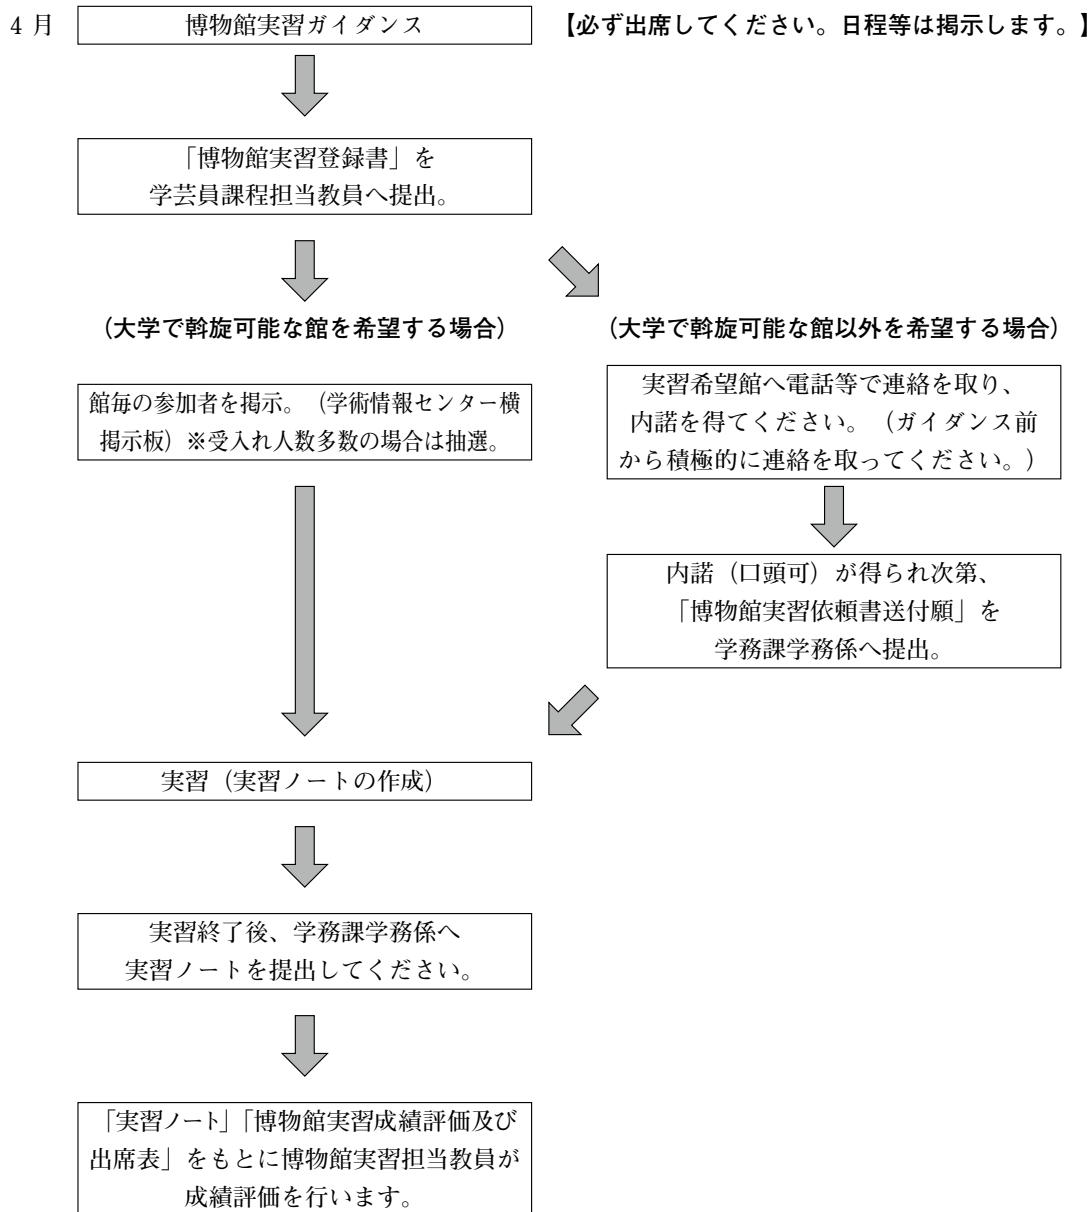 4 月
博物館実習ガイダンス
【必ず出席してください。日程等は掲示します。】
「博物館実習登録書」を
学芸員課程担当教員へ提出。
（大学で斡旋可能な館を希望する場合）
館毎の参加者を掲示。（学術情報センター横
掲示板）※受入れ人数多数の場合は抽選。
（大学で斡旋可能な館以外を希望する場合）
実習希望館へ電話等で連絡を取り、
内諾を得てください。（ガイダンス前
から積極的に連絡を取ってください。）
内諾（口頭可）が得られ次第、
「博物館実習依頼書送付願」を
学務課学務係へ提出。
実習（実習ノートの作成）
実習終了後、学務課学務係へ
実習ノートを提出してください。
「実習ノート」「博物館実習成績評価及び
出席表」をもとに博物館実習担当教員が
成績評価を行います。